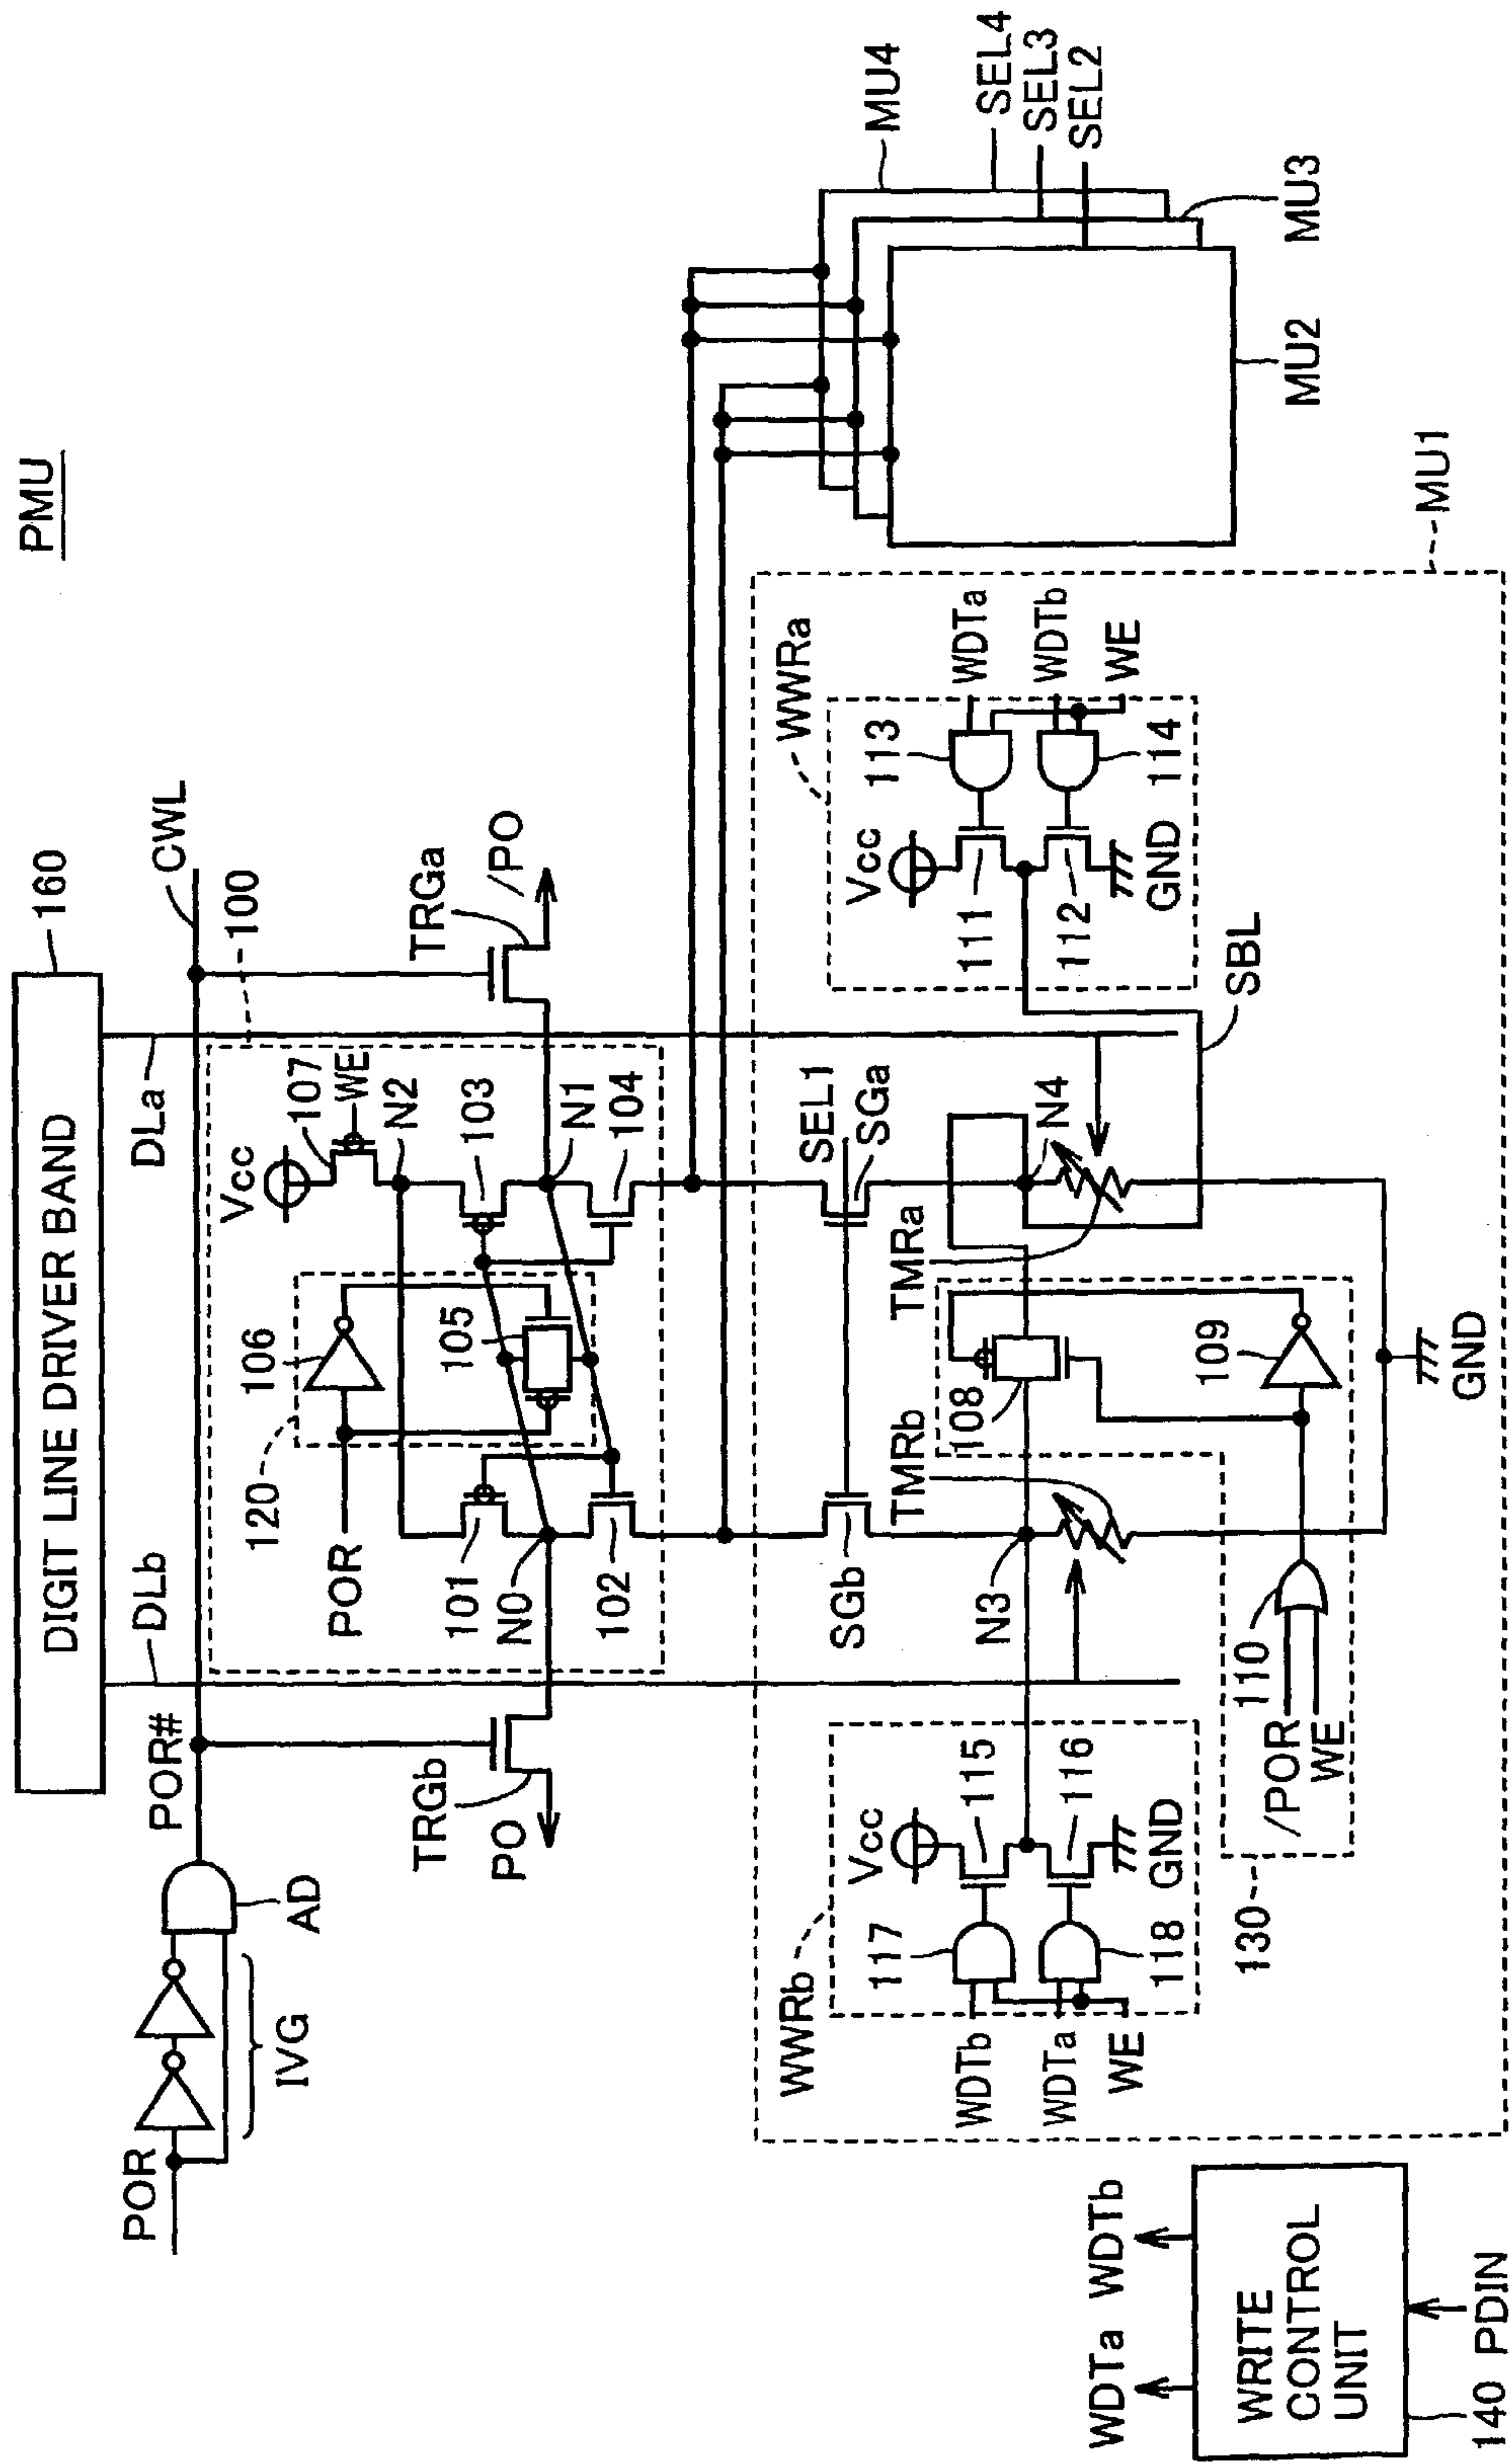 PMU
DIGIT LINE DRIVER BAND
160
POR
IVG
AD
POR#
CWL
DLb
DLa
100
TRGb
PO
TRGa
/PO
120
POR
106
105
101
N0
102
Vcc
107
WE
N2
103
N1
104
MU4
SEL4
SEL3
SEL2
MU3
MU2
MU1
SGb
SEL1
SGa
TMRb
TMRa
N3
N4
108
109
110
/POR
WE
130
GND
SBL
WWRb
Vcc
115
116
GND
117
118
WDTb
WDTa
WE
WWRa
Vcc
111
112
GND
113
114
WDTa
WDTb
WE
WDTa
WDTb
WRITE
CONTROL
UNIT
140
PDIN